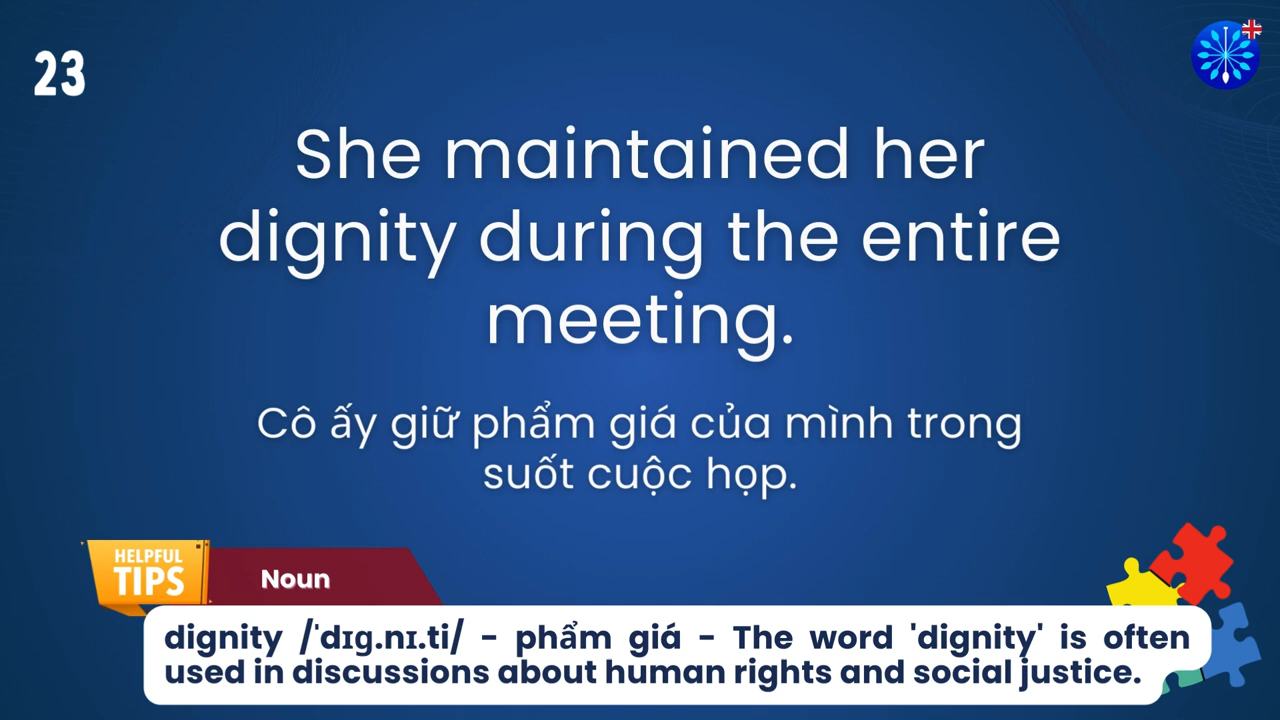 23
She maintained her
dignity during the entire
meeting.
Cô ấy giữ phẩm giá của mình trong
suốt cuộc họp.
HELPFUL
TIPS
Noun
dignity /ˈdɪɡ.nɪ.ti/ - phẩm giá - The word 'dignity' is often
used in discussions about human rights and social justice.